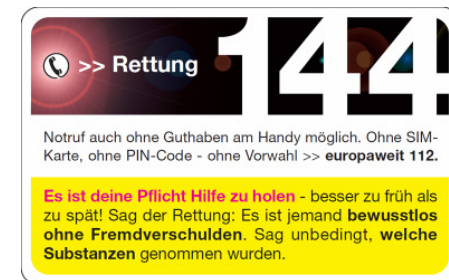 >> Rettung 144
Notruf auch ohne Guthaben am Handy möglich. Ohne SIM-
Karte, ohne PIN-Code - ohne Vorwahl >> europaweit 112.
Es ist deine Pflicht Hilfe zu holen - besser zu früh als
zu spät! Sag der Rettung: Es ist jemand bewusstlos
ohne Fremdverschulden. Sag unbedingt, welche
Substanzen genommen wurden.